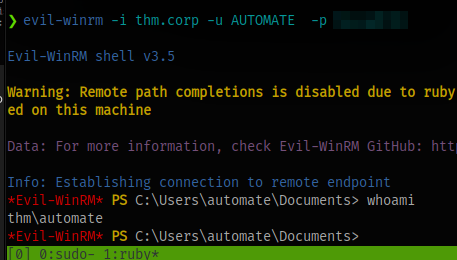 ❯ evil-winrm -i thm.corp -u AUTOMATE -p
Evil-WinRM shell v3.5
Warning: Remote path completions is disabled due to ruby
ed on this machine
Data: For more information, check Evil-WinRM GitHub: htt
Info: Establishing connection to remote endpoint
*Evil-WinRM* PS C:\Users\automate\Documents> whoami
thm\automate
*Evil-WinRM* PS C:\Users\automate\Documents>
[0] 0:sudo- 1:ruby*